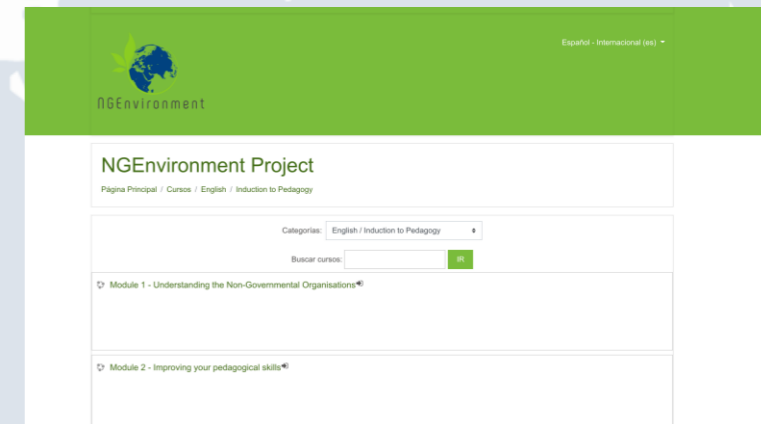 Español - Internacional (es)
NGEnvironment
NGEnvironment Project
Página Principal / Cursos / English / Induction to Pedagogy
Categorías: English / Induction to Pedagogy
Buscar cursos: IR
Module 1 - Understanding the Non-Governmental Organisations
Module 2 - Improving your pedagogical skills